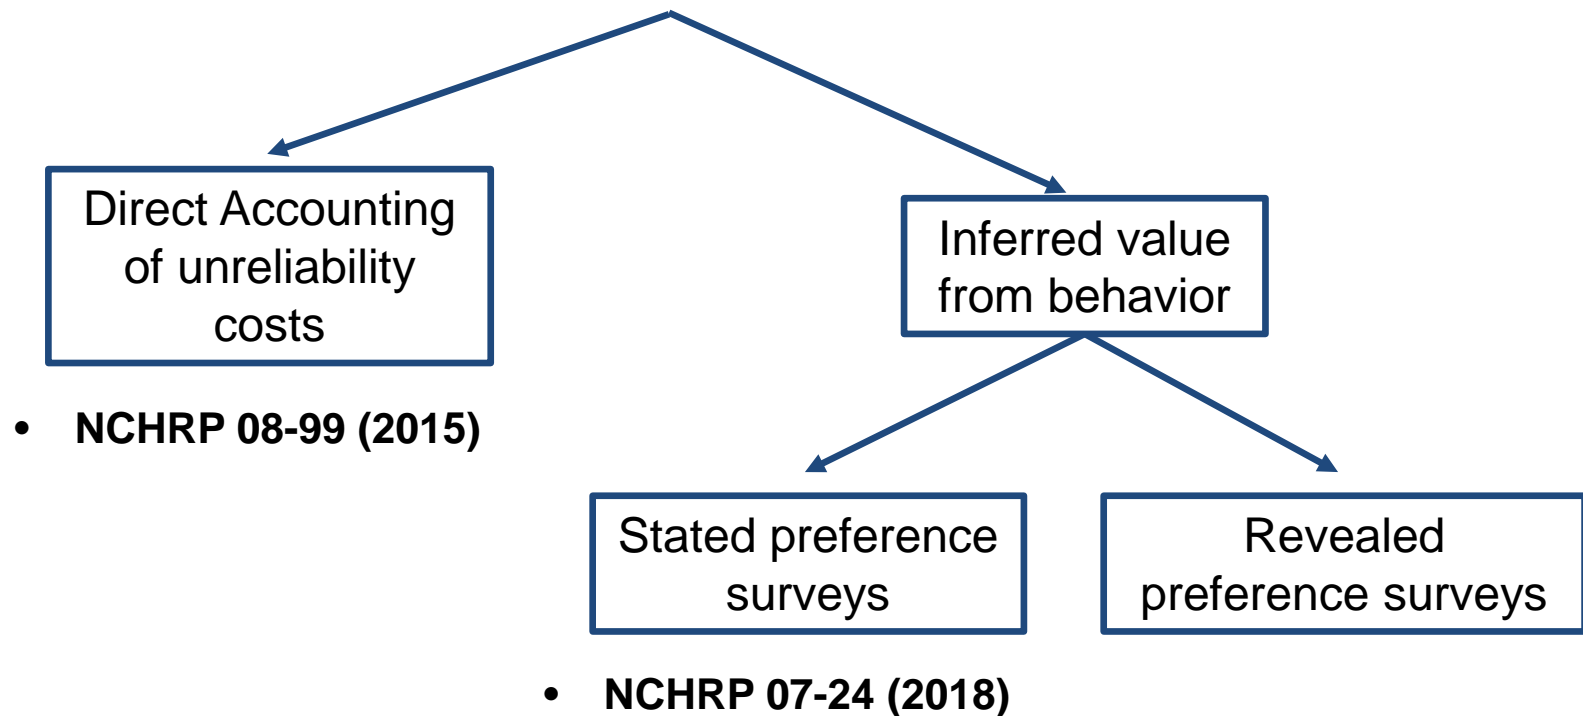 Direct Accounting
of unreliability
costs
Inferred value
from behavior
• NCHRP 08-99 (2015)
Stated preference
surveys
Revealed
preference surveys
• NCHRP 07-24 (2018)